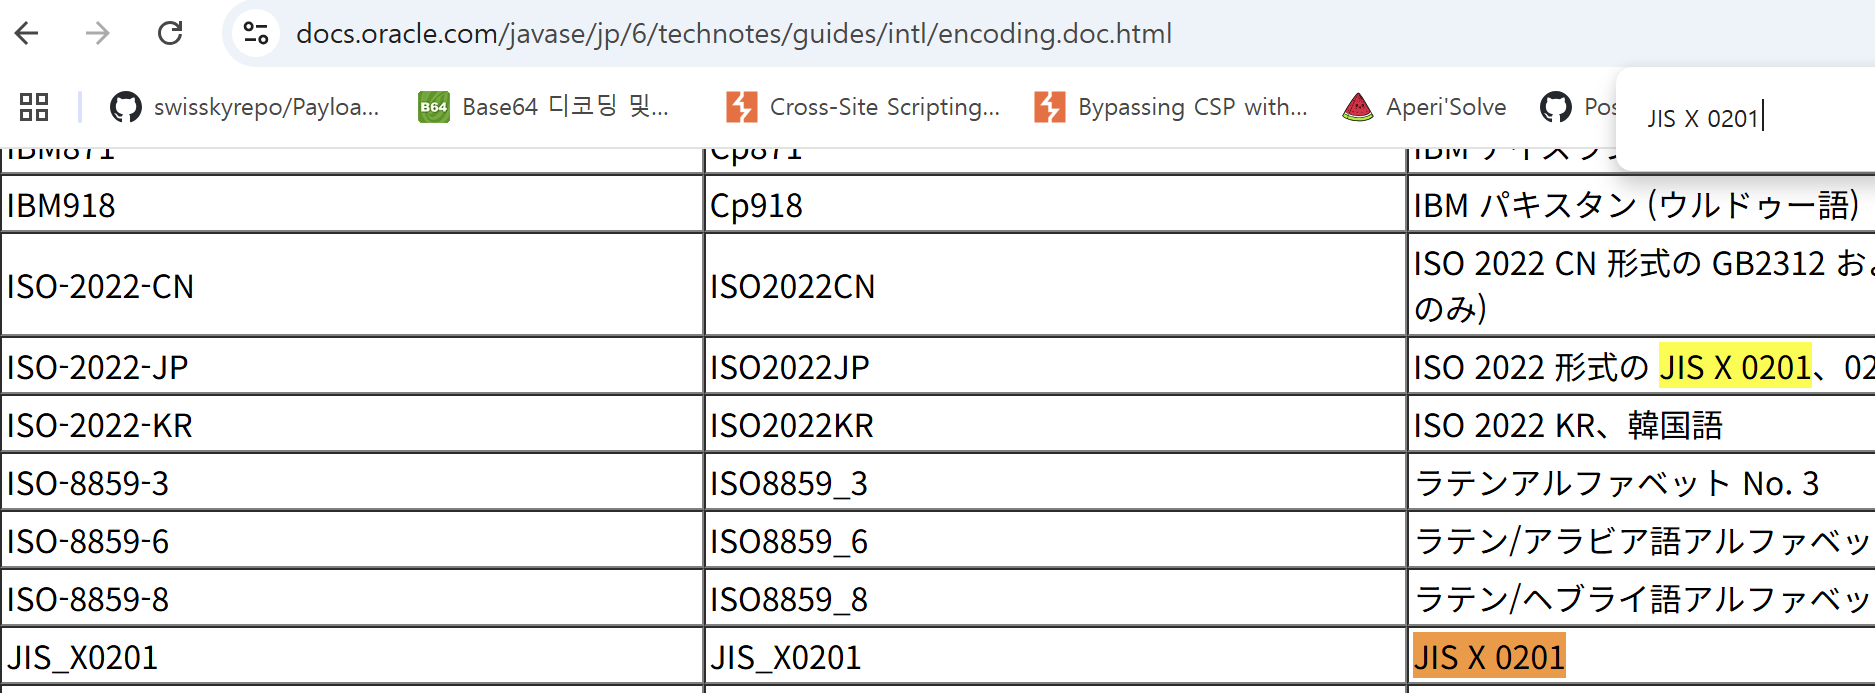 docs.oracle.com/javase/jp/6/technotes/guides/intl/encoding.doc.html
swisskyrepo/Payloa...
B64
Base64 디코딩 및...
Cross-Site Scripting...
Bypassing CSP with...
Aperi'Solve
Pos
JIS X 0201
IBM871 Cp871
IBM918 Cp918 IBM パキスタン (ウルドゥー語)
ISO-2022-CN ISO2022CN ISO 2022 CN 形式の GB2312 およ
のみ)
ISO-2022-JP ISO2022JP ISO 2022 形式の JIS X 0201、02
ISO-2022-KR ISO2022KR ISO 2022 KR、韓国語
ISO-8859-3 ISO8859_3 ラテンアルファベット No. 3
ISO-8859-6 ISO8859_6 ラテン/アラビア語アルファベッ
ISO-8859-8 ISO8859_8 ラテン/ヘブライ語アルファベッ
JIS_X0201 JIS_X0201 JIS X 0201